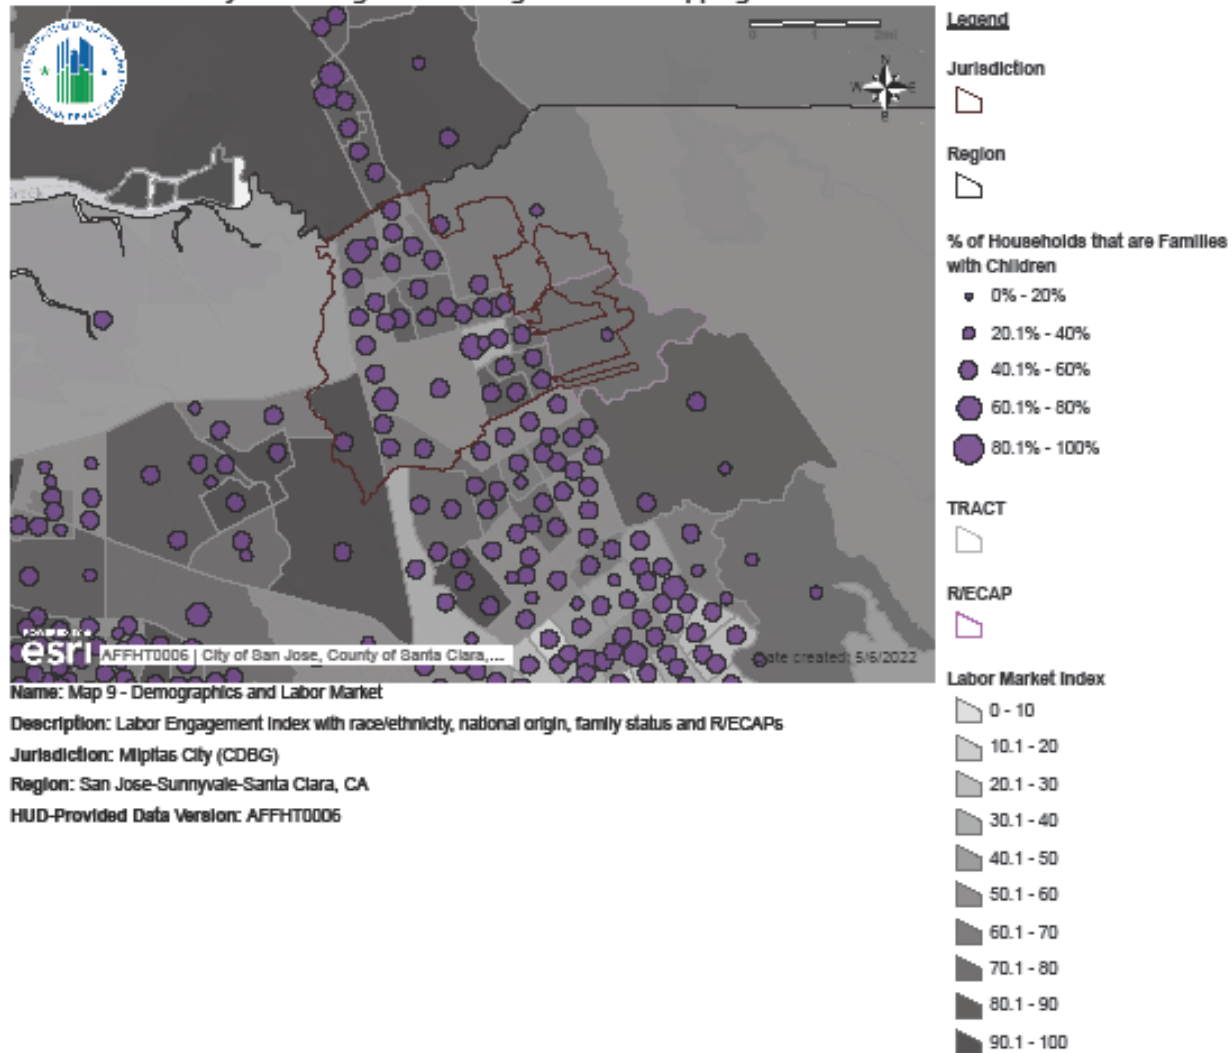 0 1 2mi
N
W E
S
POWERED BY
esri
AFFHT0006 | City of San Jose, County of Santa Clara,...
Date created: 5/6/2022
Name: Map 9 - Demographics and Labor Market
Description: Labor Engagement Index with race/ethnicity, national origin, family status and R/ECAPs
Jurisdiction: Milpitas City (CDBG)
Region: San Jose-Sunnyvale-Santa Clara, CA
HUD-Provided Data Version: AFFHT0006
Legend
Jurisdiction
Region
% of Households that are Families
with Children
0% - 20%
20.1% - 40%
40.1% - 60%
60.1% - 80%
80.1% - 100%
TRACT
R/ECAP
Labor Market Index
0 - 10
10.1 - 20
20.1 - 30
30.1 - 40
40.1 - 50
50.1 - 60
60.1 - 70
70.1 - 80
80.1 - 90
90.1 - 100